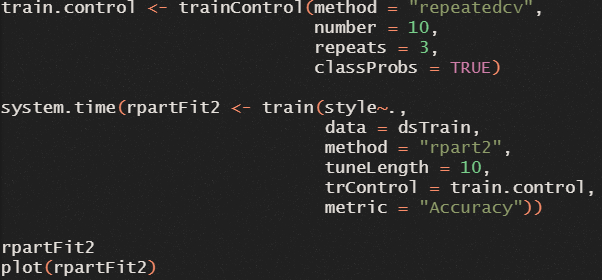 train.control <- trainControl(method = "repeatedcv",
                              number = 10,
                              repeats = 3,
                              classProbs = TRUE)

system.time(rpartFit2 <- train(style~.,
                               data = dsTrain,
                               method = "rpart2",
                               tuneLength = 10,
                               trControl = train.control,
                               metric = "Accuracy"))

rpartFit2
plot(rpartFit2)